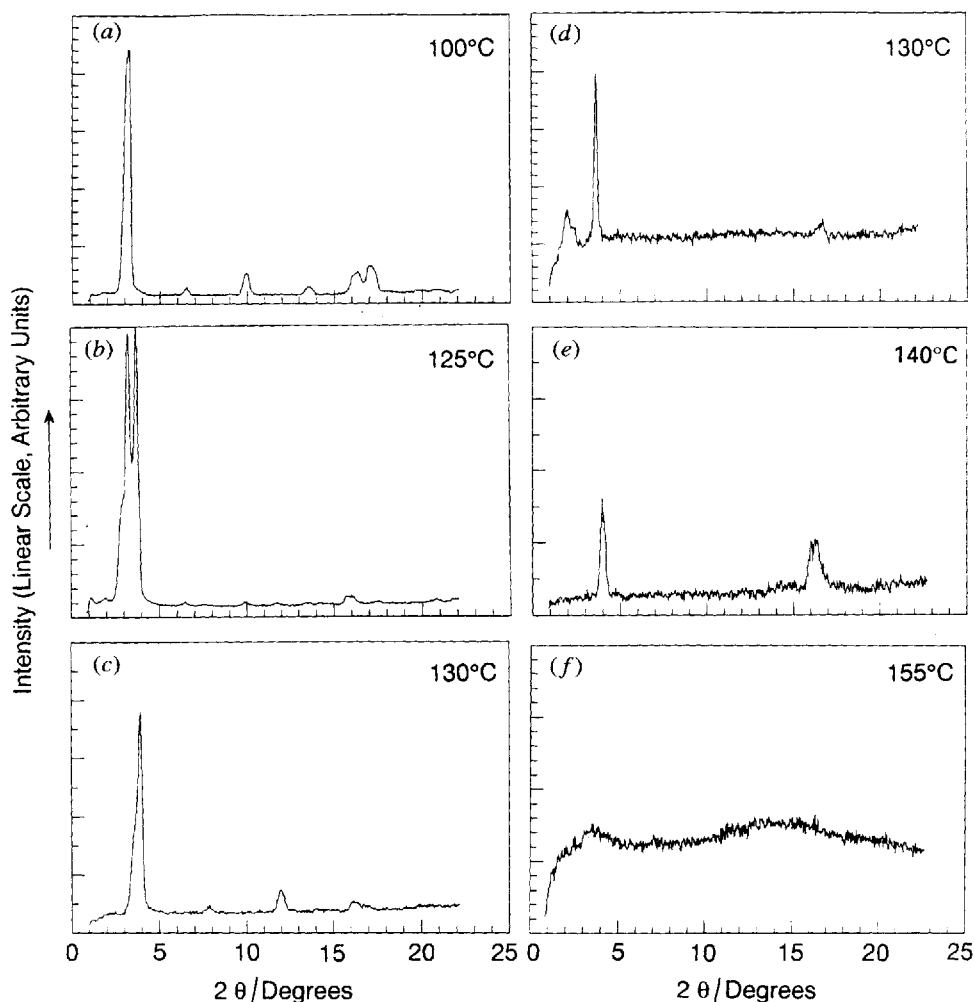 (a)
100°C
(b)
125°C
(c)
130°C
0 5 10 15 20 25
2 θ/Degrees
(d)
130°C
(e)
140°C
(f)
155°C
0 5 10 15 20 25
2 θ/Degrees
Intensity (Linear Scale, Arbitrary Units)